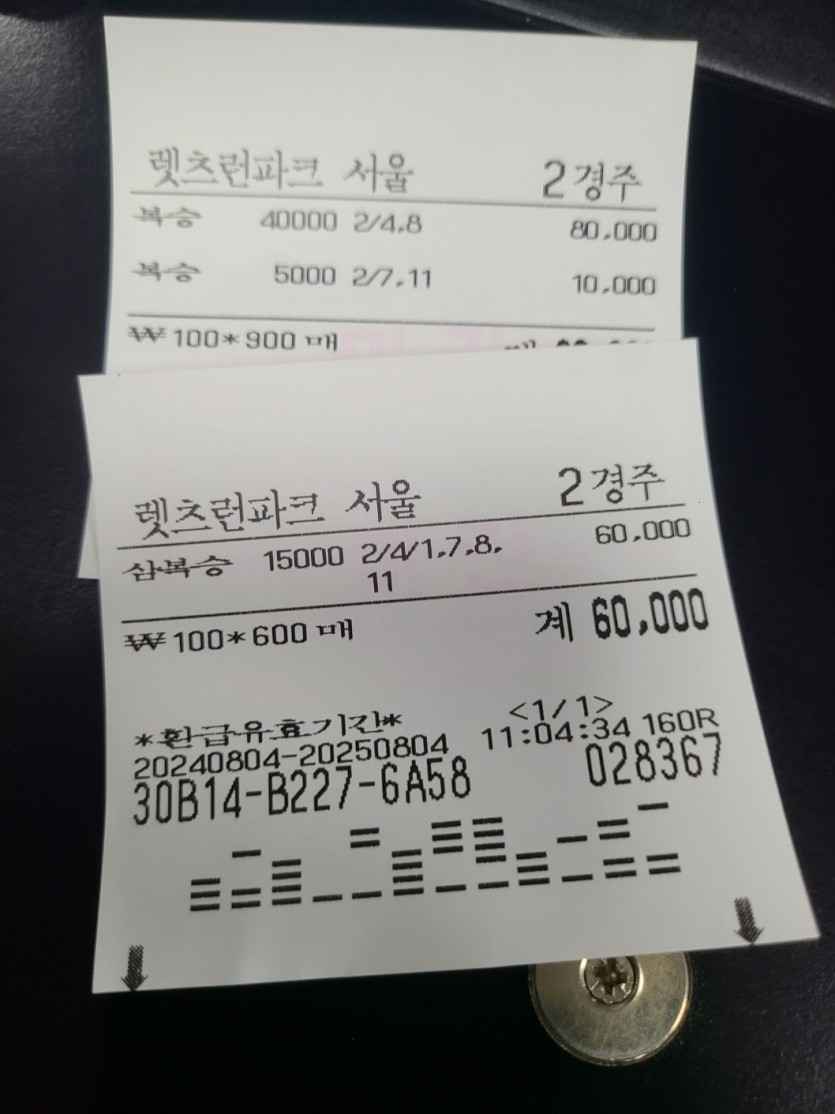 렛츠런파크 서울 2경주
복승 40000 2/4,8 80,000
복승 5000 2/7,11 10,000
₩100*900 매
렛츠런파크 서울 2경주
삼복승 15000 2/4/1,7,8, 60,000
11
₩100*600 매 계 60,000
*환급유효기간* <1/1>
20240804-20250804 11:04:34 160R
30B14-B227-6A58 028367